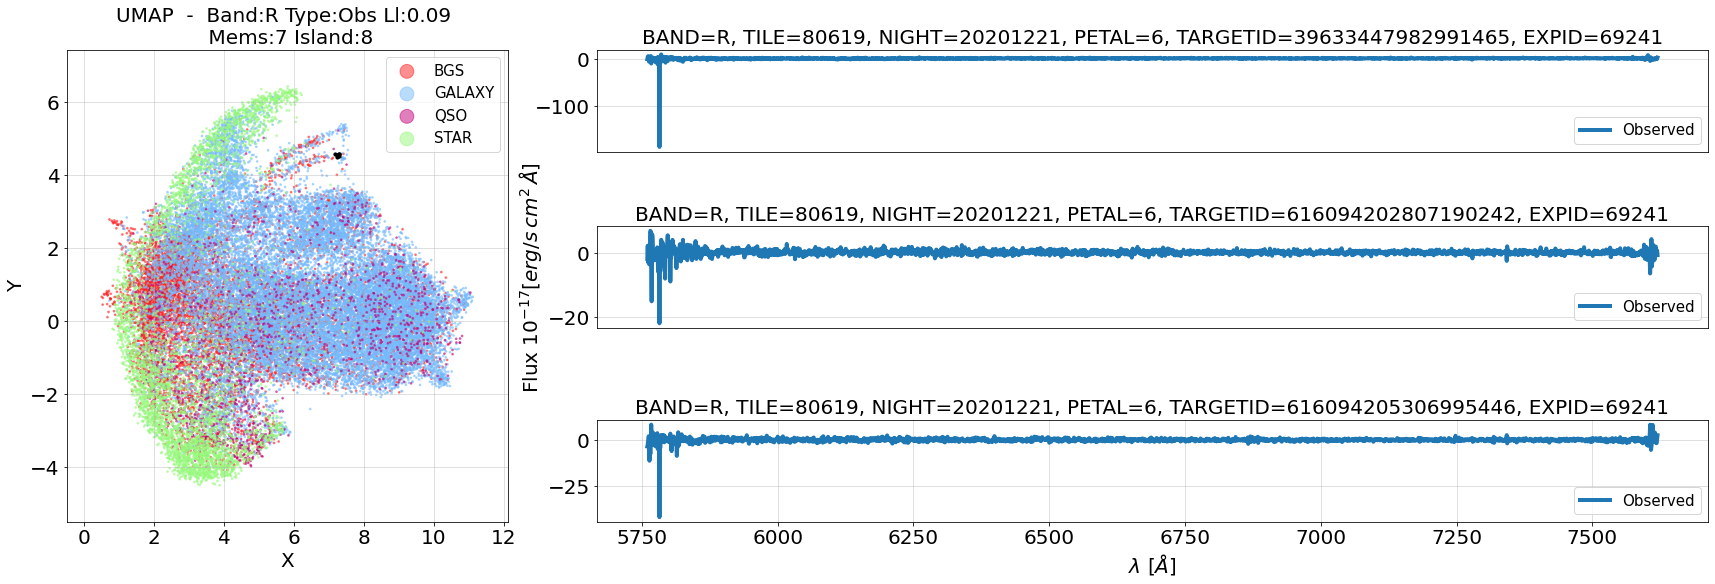 UMAP  -  Band:R Type:Obs Ll:0.09
Mems:7 Island:8
BGS
GALAXY
QSO
STAR
6
4
2
0
−2
−4
Y
0
2
4
6
8
10
12
X
BAND=R, TILE=80619, NIGHT=20201221, PETAL=6, TARGETID=39633447982991465, EXPID=69241
0
−100
Observed
Flux 10⁻¹⁷[erg/s cm² Å]
BAND=R, TILE=80619, NIGHT=20201221, PETAL=6, TARGETID=616094202807190242, EXPID=69241
0
−20
Observed
BAND=R, TILE=80619, NIGHT=20201221, PETAL=6, TARGETID=616094205306995446, EXPID=69241
0
−25
Observed
5750
6000
6250
6500
6750
7000
7250
7500
λ [Å]